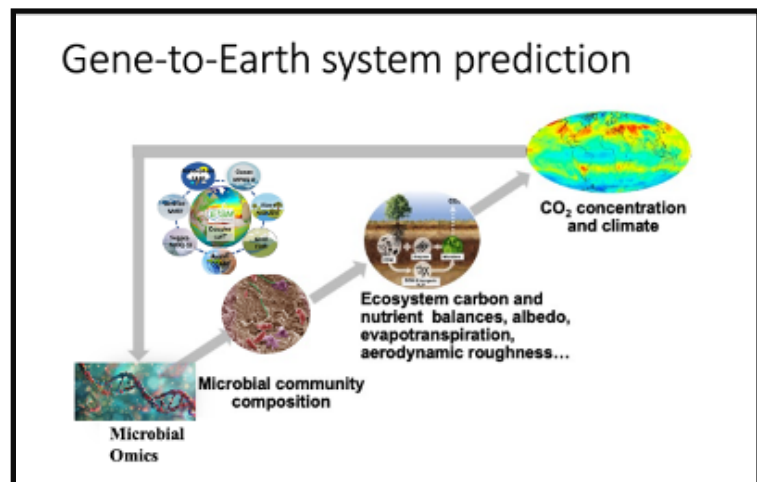 Gene-to-Earth system prediction
CO₂ concentration
and climate
Ecosystem carbon and
nutrient balances, albedo,
evapotranspiration,
aerodynamic roughness…
Microbial community
composition
Microbial
Omics